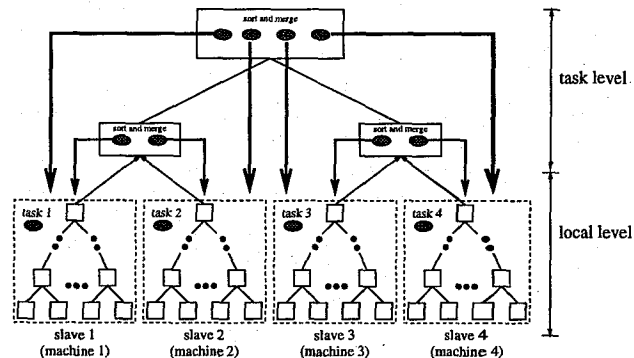 sort and merge
task level
sort and merge
sort and merge
task 1
task 2
task 3
task 4
local level
slave 1
(machine 1)
slave 2
(machine 2)
slave 3
(machine 3)
slave 4
(machine 4)